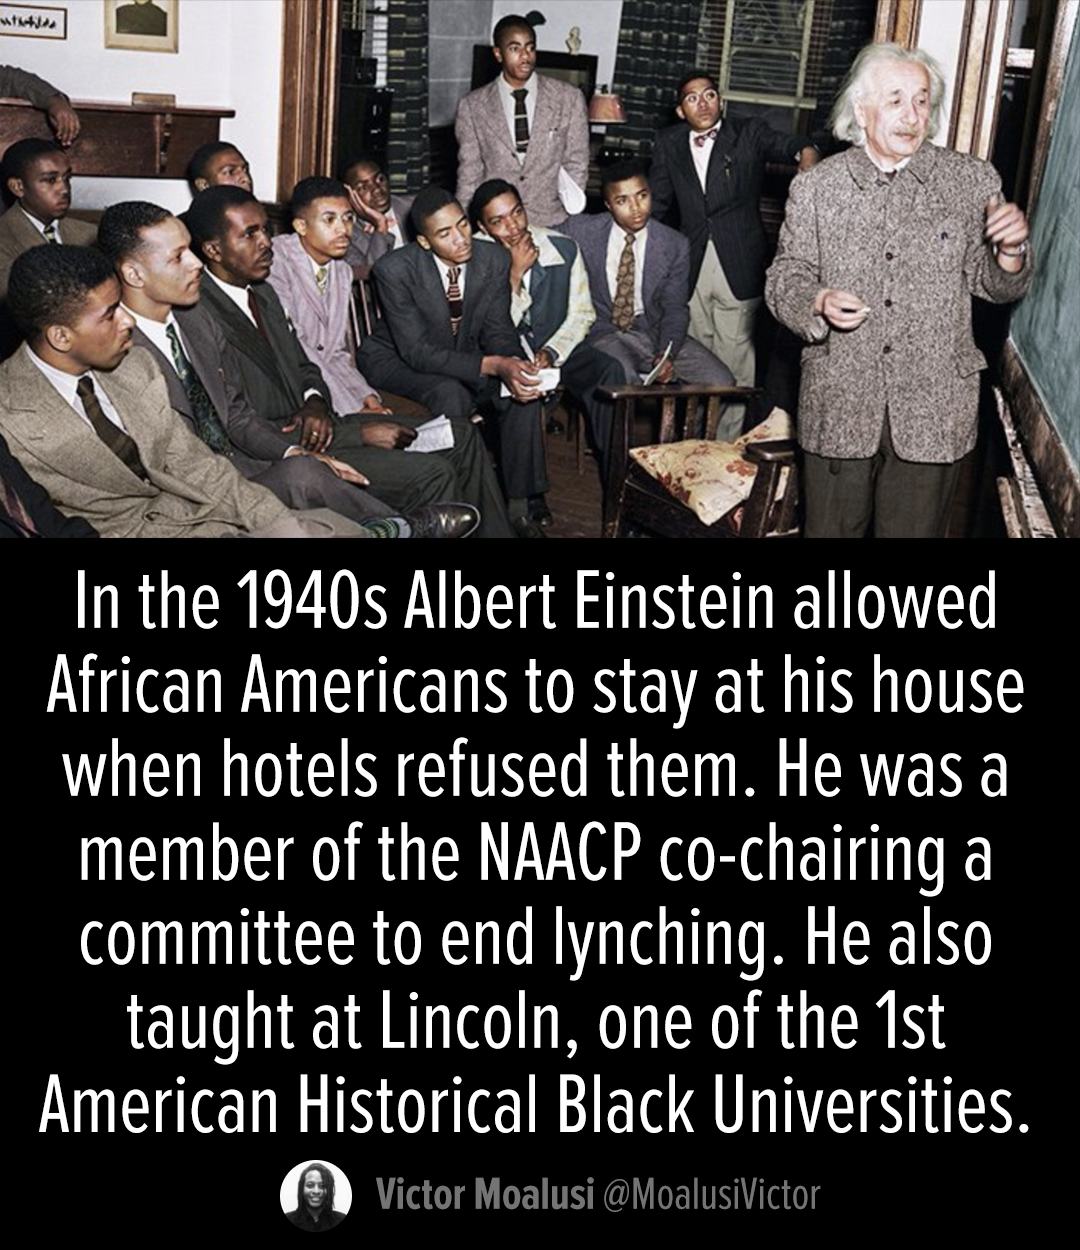 In the 1940s Albert Einstein allowed
African Americans to stay at his house
when hotels refused them. He was a
member of the NAACP co-chairing a
committee to end lynching. He also
taught at Lincoln, one of the 1st
American Historical Black Universities.
Victor Moalusi @MoalusiVictor